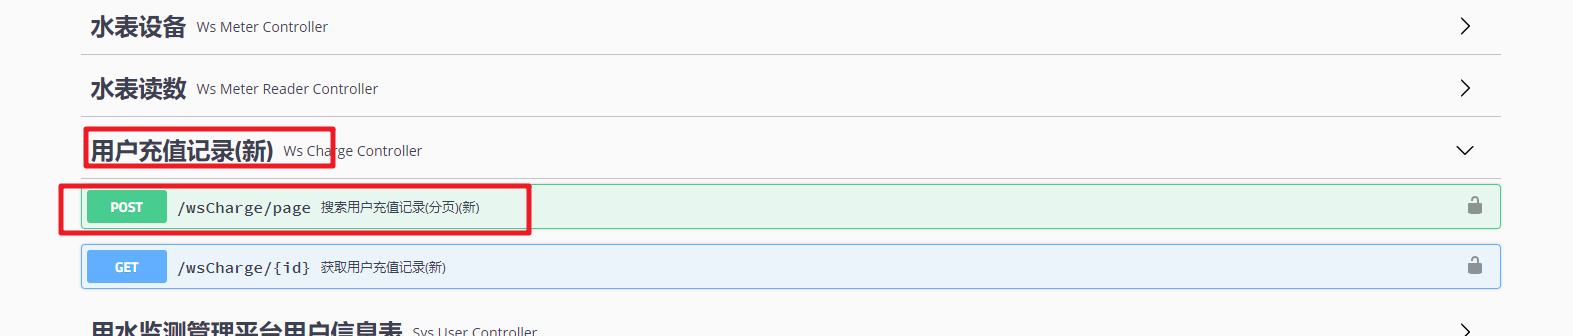 水表设备 Ws Meter Controller
水表读数 Ws Meter Reader Controller
用户充值记录(新) Ws Charge Controller
POST /wsCharge/page 搜索用户充值记录(分页)(新)
GET /wsCharge/{id} 获取用户充值记录(新)
用水监测管理平台用户信息表 Sys User Controller